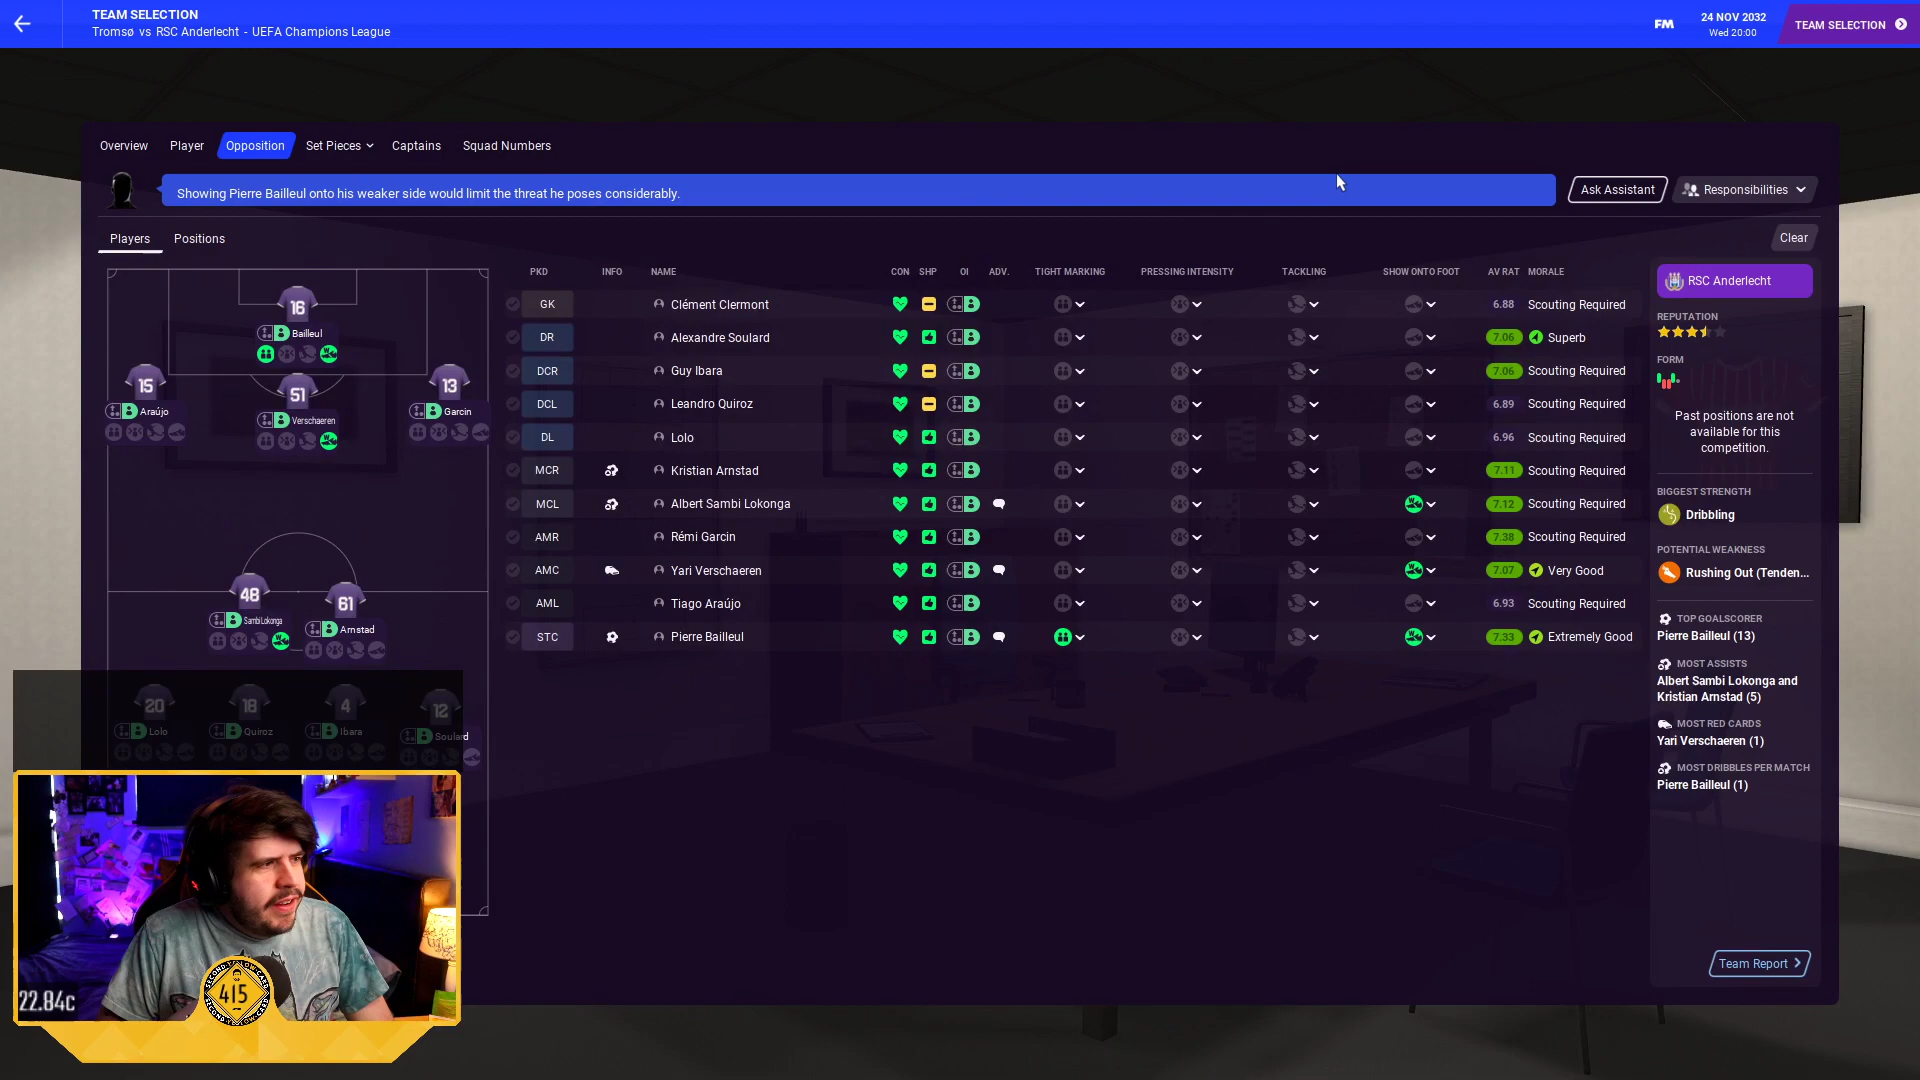 TEAM SELECTION
Tromsø vs RSC Anderlecht - UEFA Champions League
FM
24 NOV 2032
Wed 20:00
TEAM SELECTION
Overview
Player
Opposition
Set Pieces
Captains
Squad Numbers
Showing Pierre Bailleul onto his weaker side would limit the threat he poses considerably.
Ask Assistant
Responsibilities
Players
Positions
Clear
16
Bailleul
15
Araújo
51
Verschaeren
13
Garcin
48
Sambi Lokonga
61
Arnstad
20
Lolo
18
Quiroz
4
Ibara
12
Soulard
PKD INFO NAME CON SHP OI ADV. TIGHT MARKING PRESSING INTENSITY TACKLING SHOW ONTO FOOT AV RAT MORALE
GK Clément Clermont 6.88 Scouting Required
DR Alexandre Soulard 7.06 Superb
DCR Guy Ibara 7.06 Scouting Required
DCL Leandro Quiroz 6.89 Scouting Required
DL Lolo 6.96 Scouting Required
MCR Kristian Arnstad 7.11 Scouting Required
MCL Albert Sambi Lokonga 7.12 Scouting Required
AMR Rémi Garcin 7.38 Scouting Required
AMC Yari Verschaeren 7.07 Very Good
AML Tiago Araújo 6.93 Scouting Required
STC Pierre Bailleul 7.33 Extremely Good
RSC Anderlecht
REPUTATION
FORM
Past positions are not
available for this
competition.
BIGGEST STRENGTH
Dribbling
POTENTIAL WEAKNESS
Rushing Out (Tenden...
TOP GOALSCORER
Pierre Bailleul (13)
MOST ASSISTS
Albert Sambi Lokonga and
Kristian Arnstad (5)
MOST RED CARDS
Yari Verschaeren (1)
MOST DRIBBLES PER MATCH
Pierre Bailleul (1)
Team Report
22.84c
SECOND YELLOW CARD
415